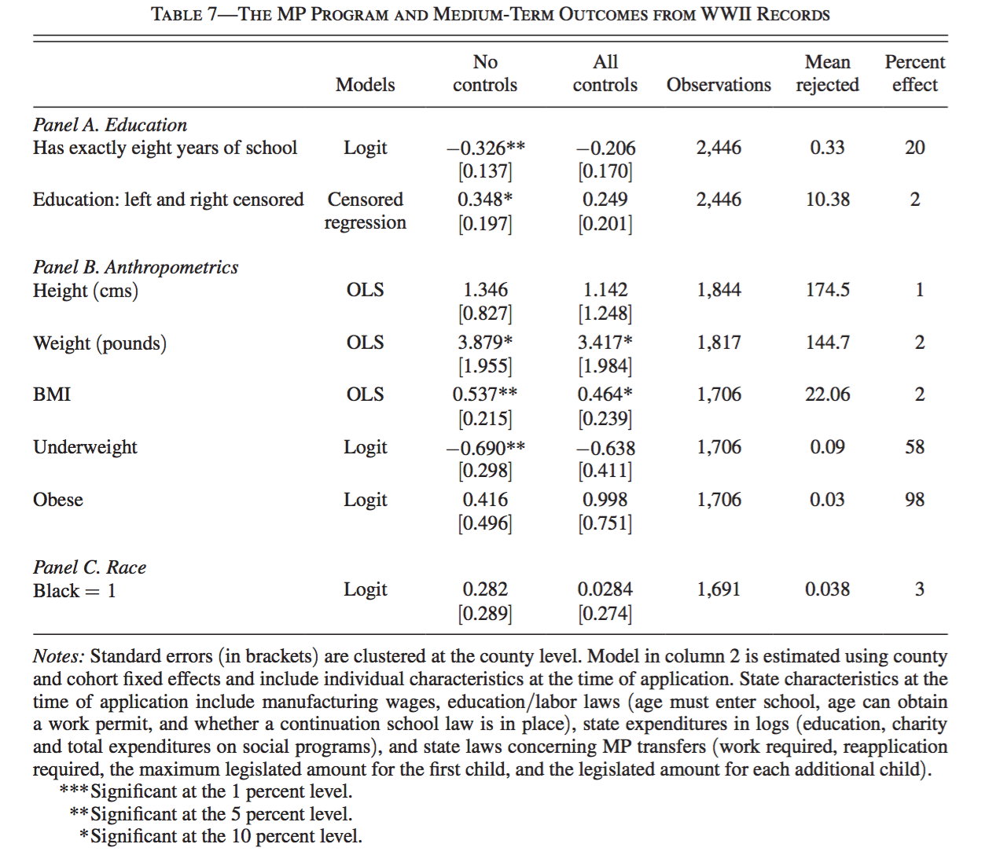 TABLE 7—THE MP PROGRAM AND MEDIUM-TERM OUTCOMES FROM WWII RECORDS
Models No controls All controls Observations Mean rejected Percent effect
Panel A. Education
Has exactly eight years of school Logit −0.326** −0.206 2,446 0.33 20
[0.137] [0.170]
Education: left and right censored Censored regression 0.348* 0.249 2,446 10.38 2
[0.197] [0.201]
Panel B. Anthropometrics
Height (cms) OLS 1.346 1.142 1,844 174.5 1
[0.827] [1.248]
Weight (pounds) OLS 3.879* 3.417* 1,817 144.7 2
[1.955] [1.984]
BMI OLS 0.537** 0.464* 1,706 22.06 2
[0.215] [0.239]
Underweight Logit −0.690** −0.638 1,706 0.09 58
[0.298] [0.411]
Obese Logit 0.416 0.998 1,706 0.03 98
[0.496] [0.751]
Panel C. Race
Black = 1 Logit 0.282 0.0284 1,691 0.038 3
[0.289] [0.274]
Notes: Standard errors (in brackets) are clustered at the county level. Model in column 2 is estimated using county
and cohort fixed effects and include individual characteristics at the time of application. State characteristics at the
time of application include manufacturing wages, education/labor laws (age must enter school, age can obtain
a work permit, and whether a continuation school law is in place), state expenditures in logs (education, charity
and total expenditures on social programs), and state laws concerning MP transfers (work required, reapplication
required, the maximum legislated amount for the first child, and the legislated amount for each additional child).
***Significant at the 1 percent level.
**Significant at the 5 percent level.
*Significant at the 10 percent level.